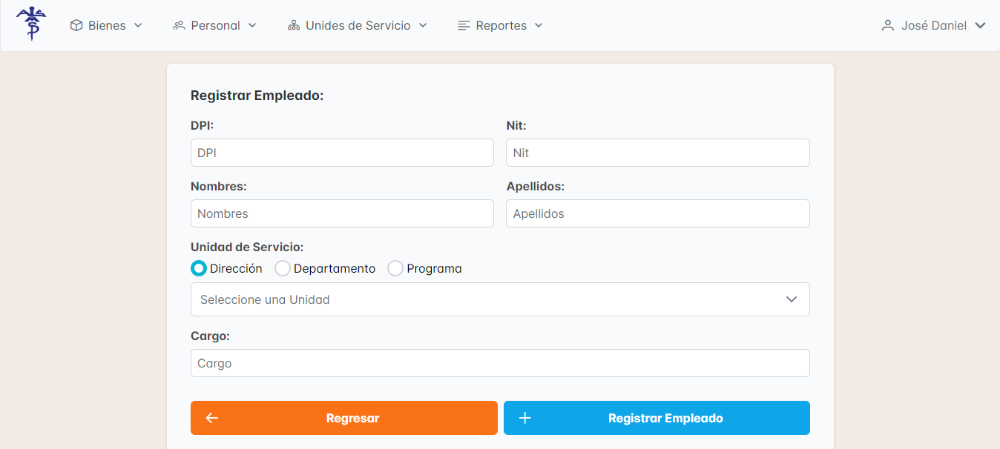 Bienes Personal Unides de Servicio Reportes José Daniel
Registrar Empleado:
DPI: Nit:
DPI Nit
Nombres: Apellidos:
Nombres Apellidos
Unidad de Servicio:
Dirección Departamento Programa
Seleccione una Unidad
Cargo:
Cargo
Regresar Registrar Empleado